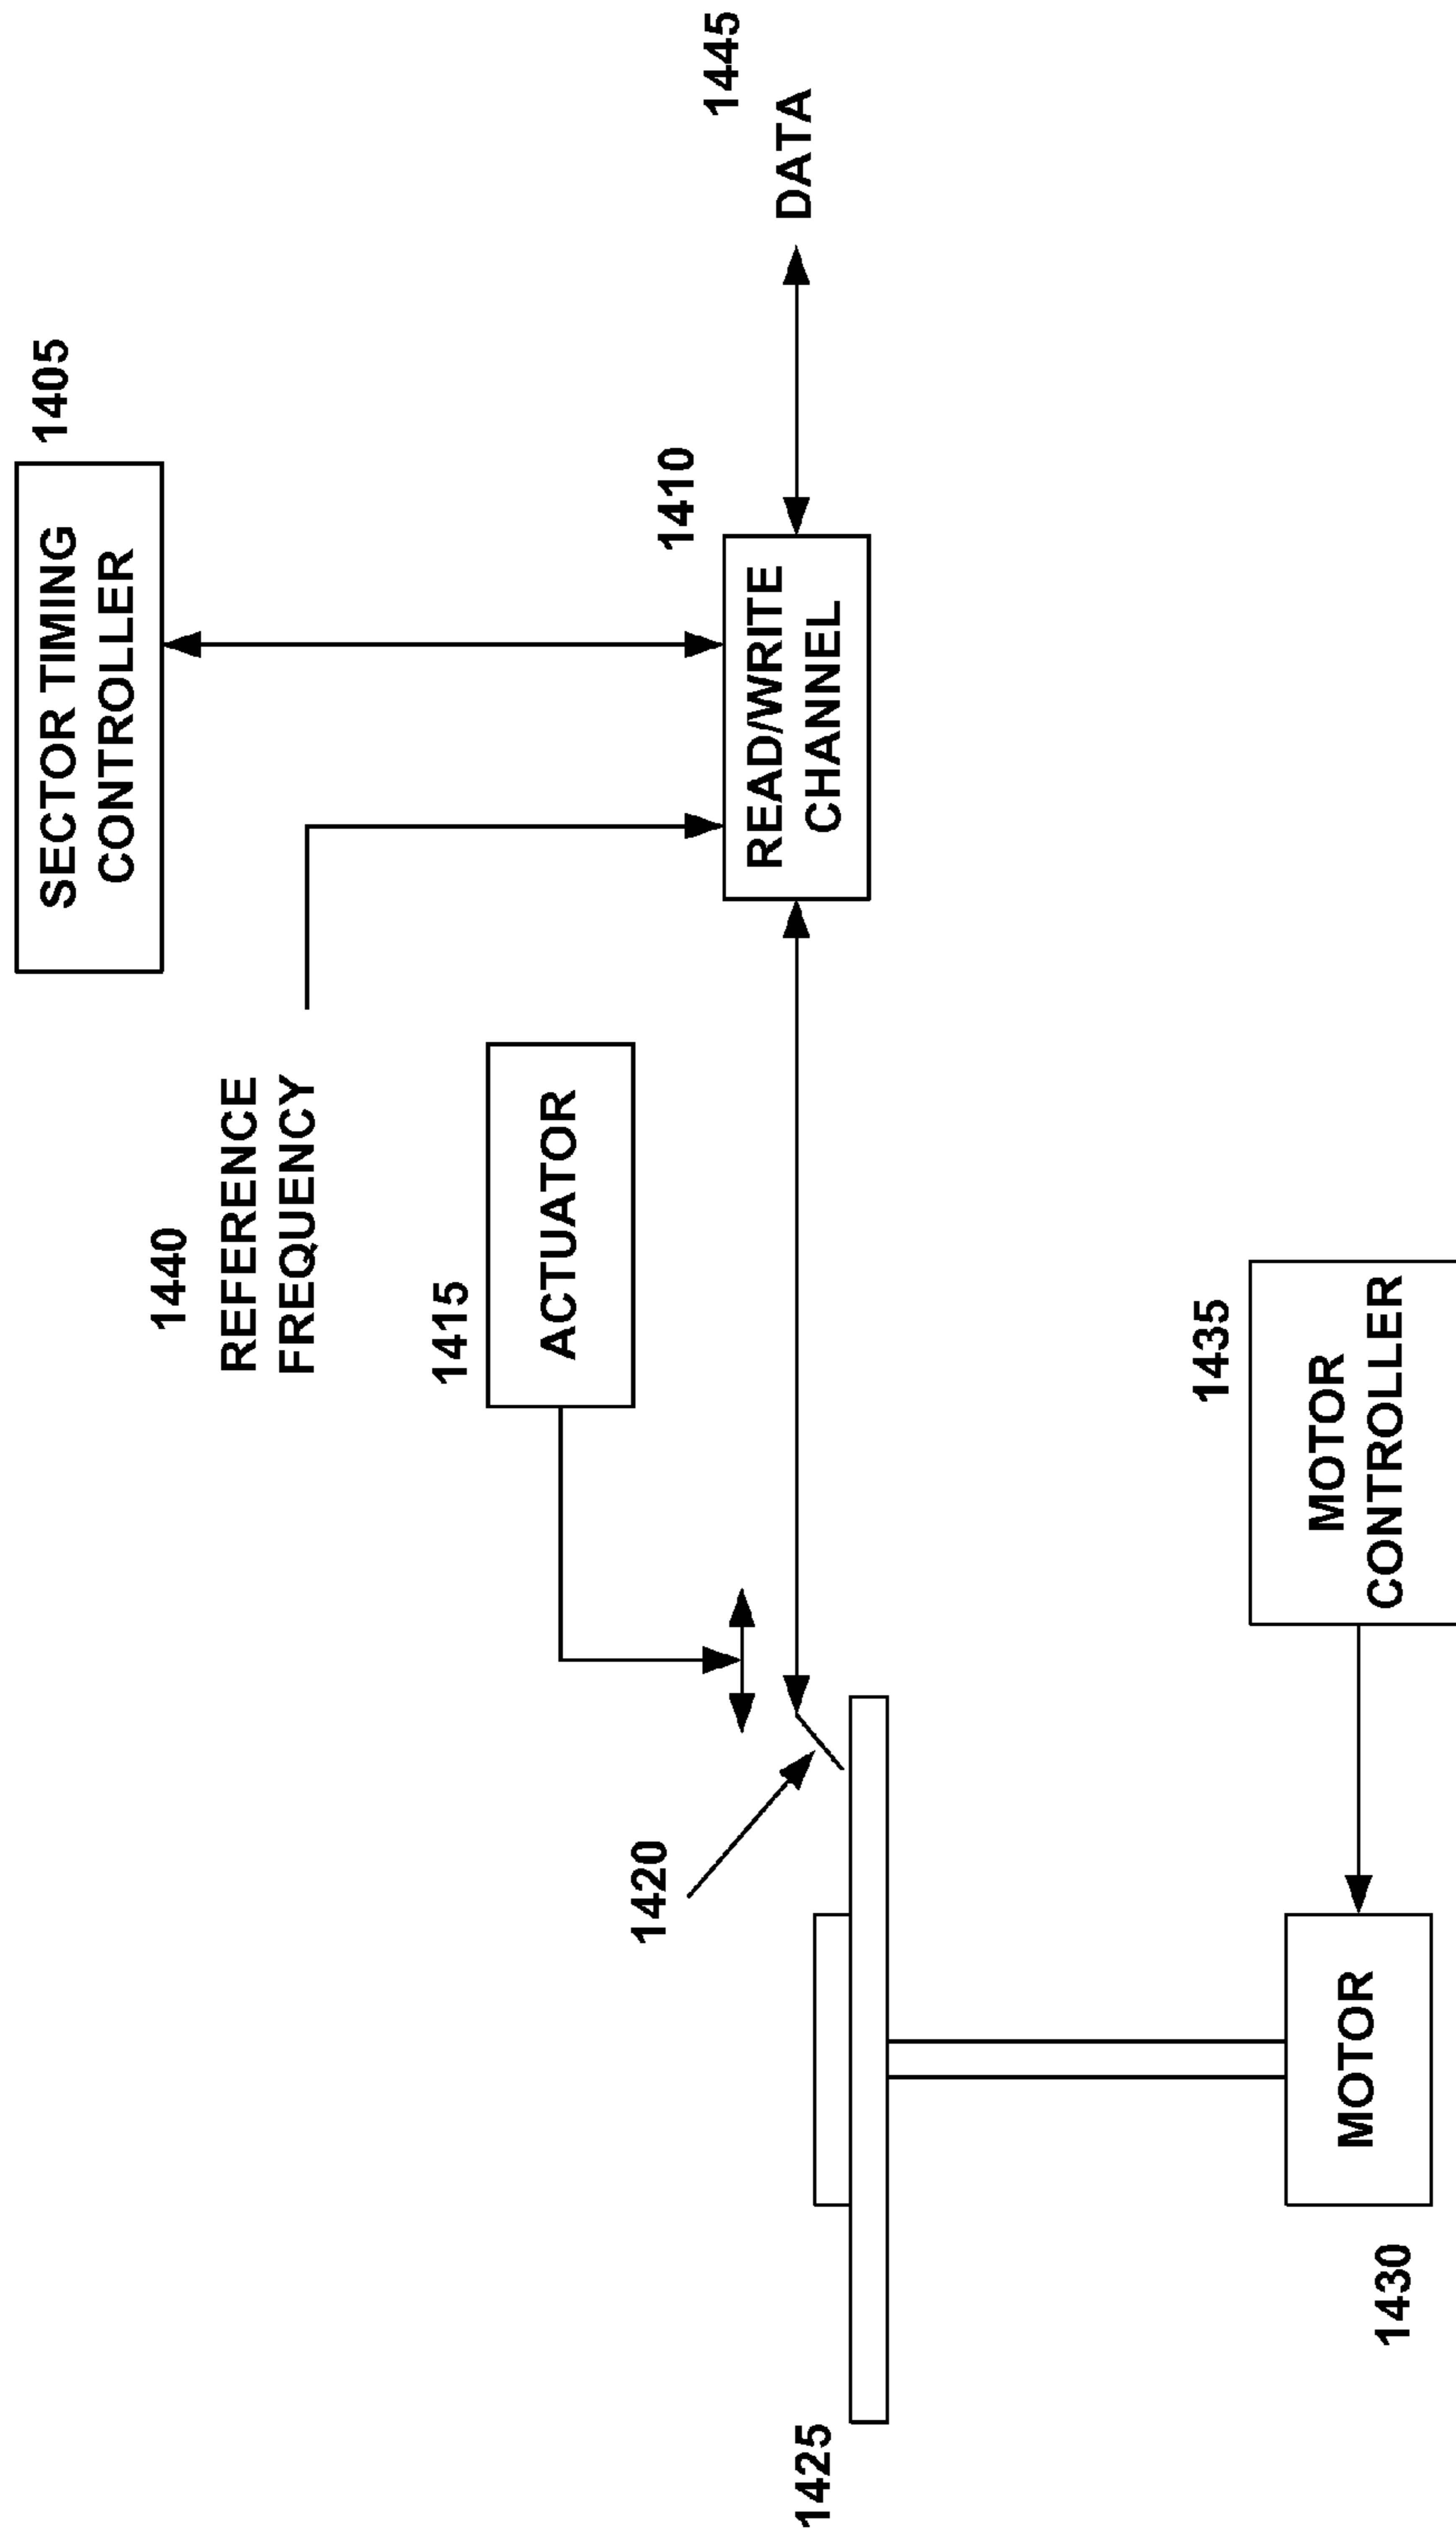 1405
SECTOR TIMING
CONTROLLER
1440
REFERENCE
FREQUENCY
1415
ACTUATOR
1410
READ/WRITE
CHANNEL
1445
DATA
1420
1425
1435
MOTOR
CONTROLLER
MOTOR
1430